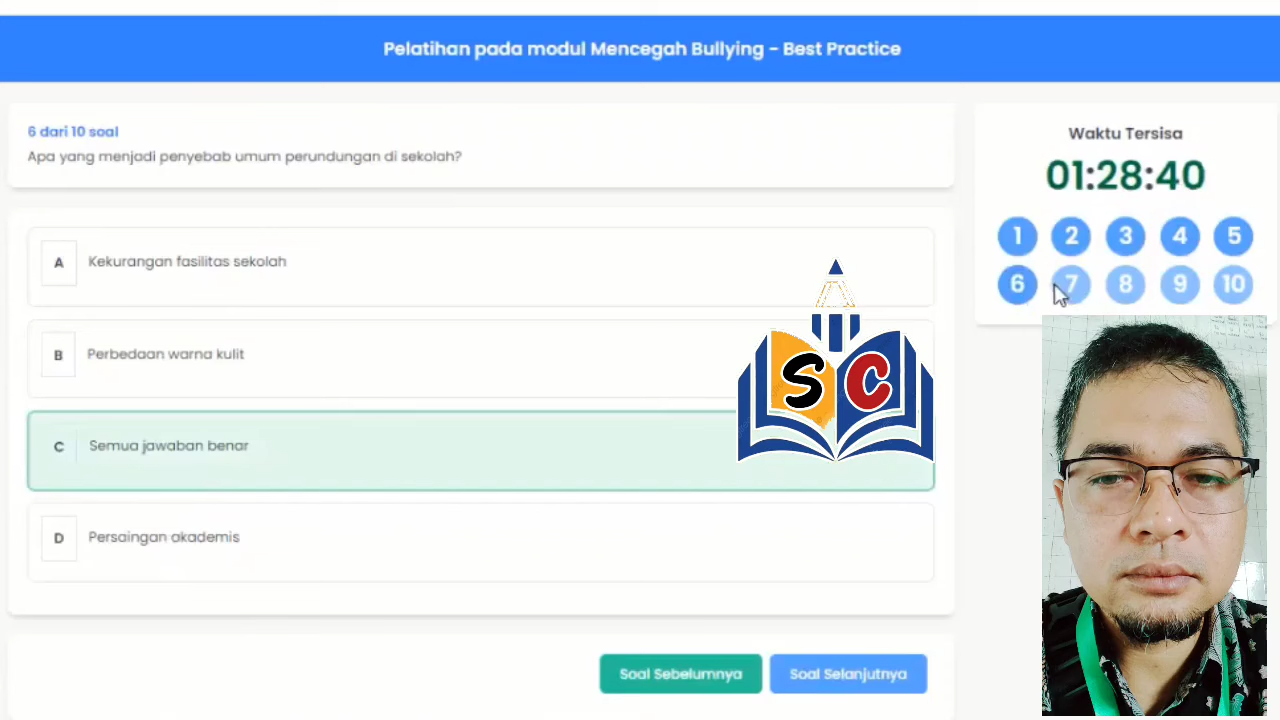 Pelatihan pada modul Mencegah Bullying - Best Practice
6 dari 10 soal
Apa yang menjadi penyebab umum perundungan di sekolah?
A Kekurangan fasilitas sekolah
B Perbedaan warna kulit
C Semua jawaban benar
D Persaingan akademis
Soal Sebelumnya Soal Selanjutnya
Waktu Tersisa
01:28:40
1 2 3 4 5
6 7 8 9 10
S C